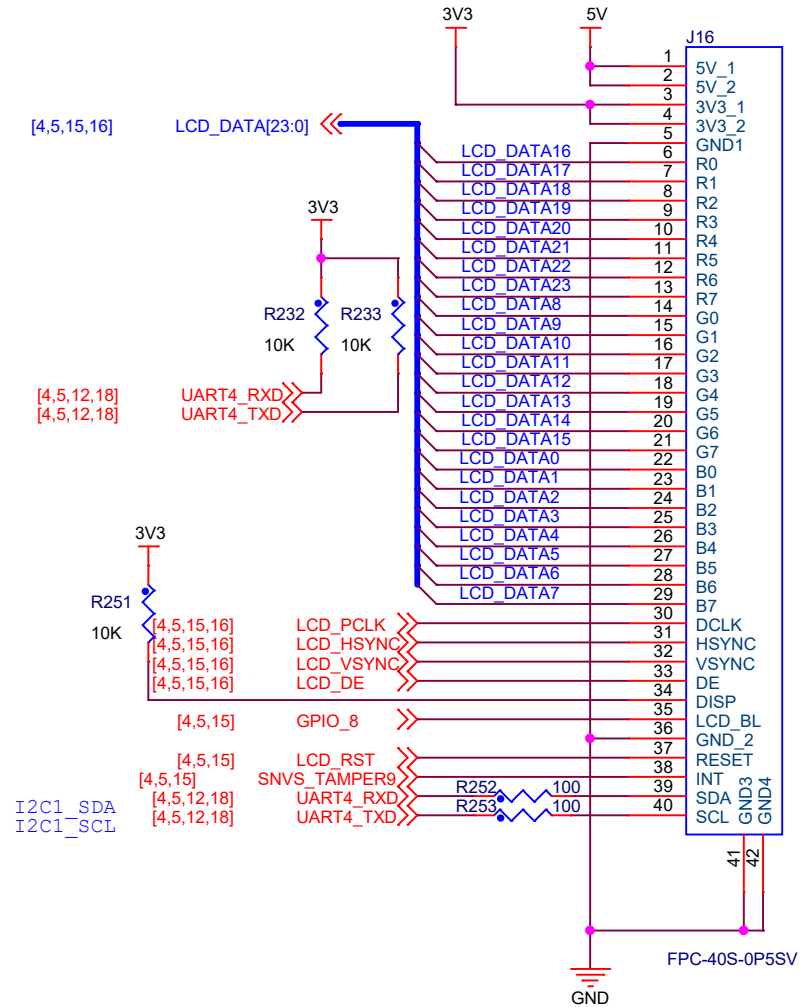 3V3 5V
J16
1 5V_1
2 5V_2
3 3V3_1
4 3V3_2
5 GND1
[4,5,15,16] LCD_DATA[23:0]
LCD_DATA16 6 R0
LCD_DATA17 7 R1
LCD_DATA18 8 R2
LCD_DATA19 9 R3
LCD_DATA20 10 R4
LCD_DATA21 11 R5
LCD_DATA22 12 R6
LCD_DATA23 13 R7
LCD_DATA8 14 G0
LCD_DATA9 15 G1
LCD_DATA10 16 G2
LCD_DATA11 17 G3
LCD_DATA12 18 G4
LCD_DATA13 19 G5
LCD_DATA14 20 G6
LCD_DATA15 21 G7
LCD_DATA0 22 B0
LCD_DATA1 23 B1
LCD_DATA2 24 B2
LCD_DATA3 25 B3
LCD_DATA4 26 B4
LCD_DATA5 27 B5
LCD_DATA6 28 B6
LCD_DATA7 29 B7
3V3
R232 R233
10K 10K
[4,5,12,18] UART4_RXD
[4,5,12,18] UART4_TXD
3V3
R251
10K
[4,5,15,16] LCD_PCLK 30 DCLK
[4,5,15,16] LCD_HSYNC 31 HSYNC
[4,5,15,16] LCD_VSYNC 32 VSYNC
[4,5,15,16] LCD_DE 33 DE
34 DISP
[4,5,15] GPIO_8 35 LCD_BL
36 GND_2
[4,5,15] LCD_RST 37 RESET
[4,5,15] SNVS_TAMPER9 38 INT
I2C1_SDA [4,5,12,18] UART4_RXD R252 100 39 SDA
I2C1_SCL [4,5,12,18] UART4_TXD R253 100 40 SCL
GND3 GND4
41 42
FPC-40S-0P5SV
GND